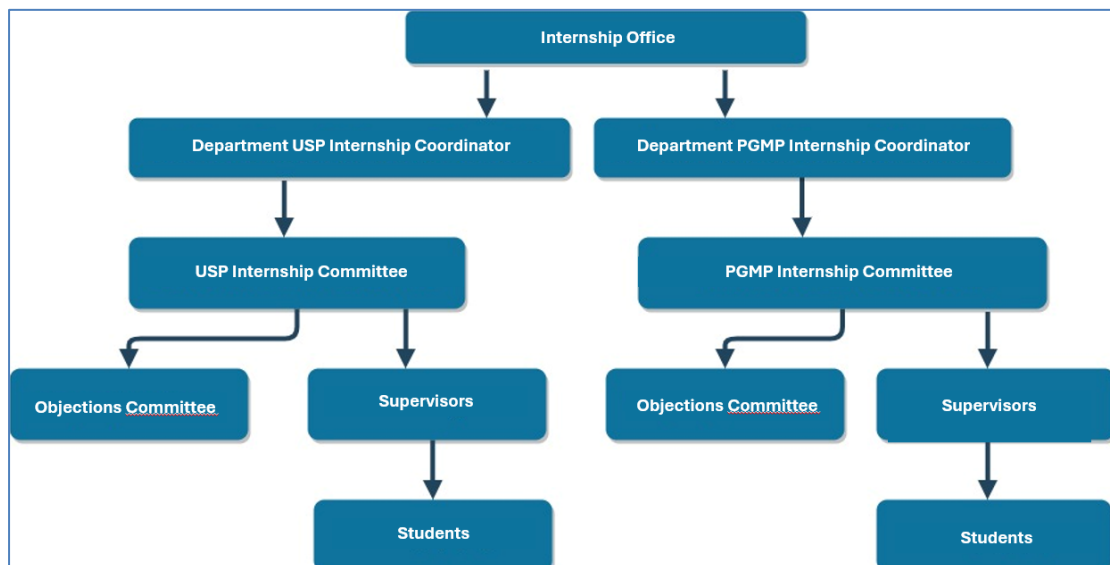 Internship Office
Department USP Internship Coordinator
Department PGMP Internship Coordinator
USP Internship Committee
PGMP Internship Committee
Objections Committee
Supervisors
Objections Committee
Supervisors
Students
Students